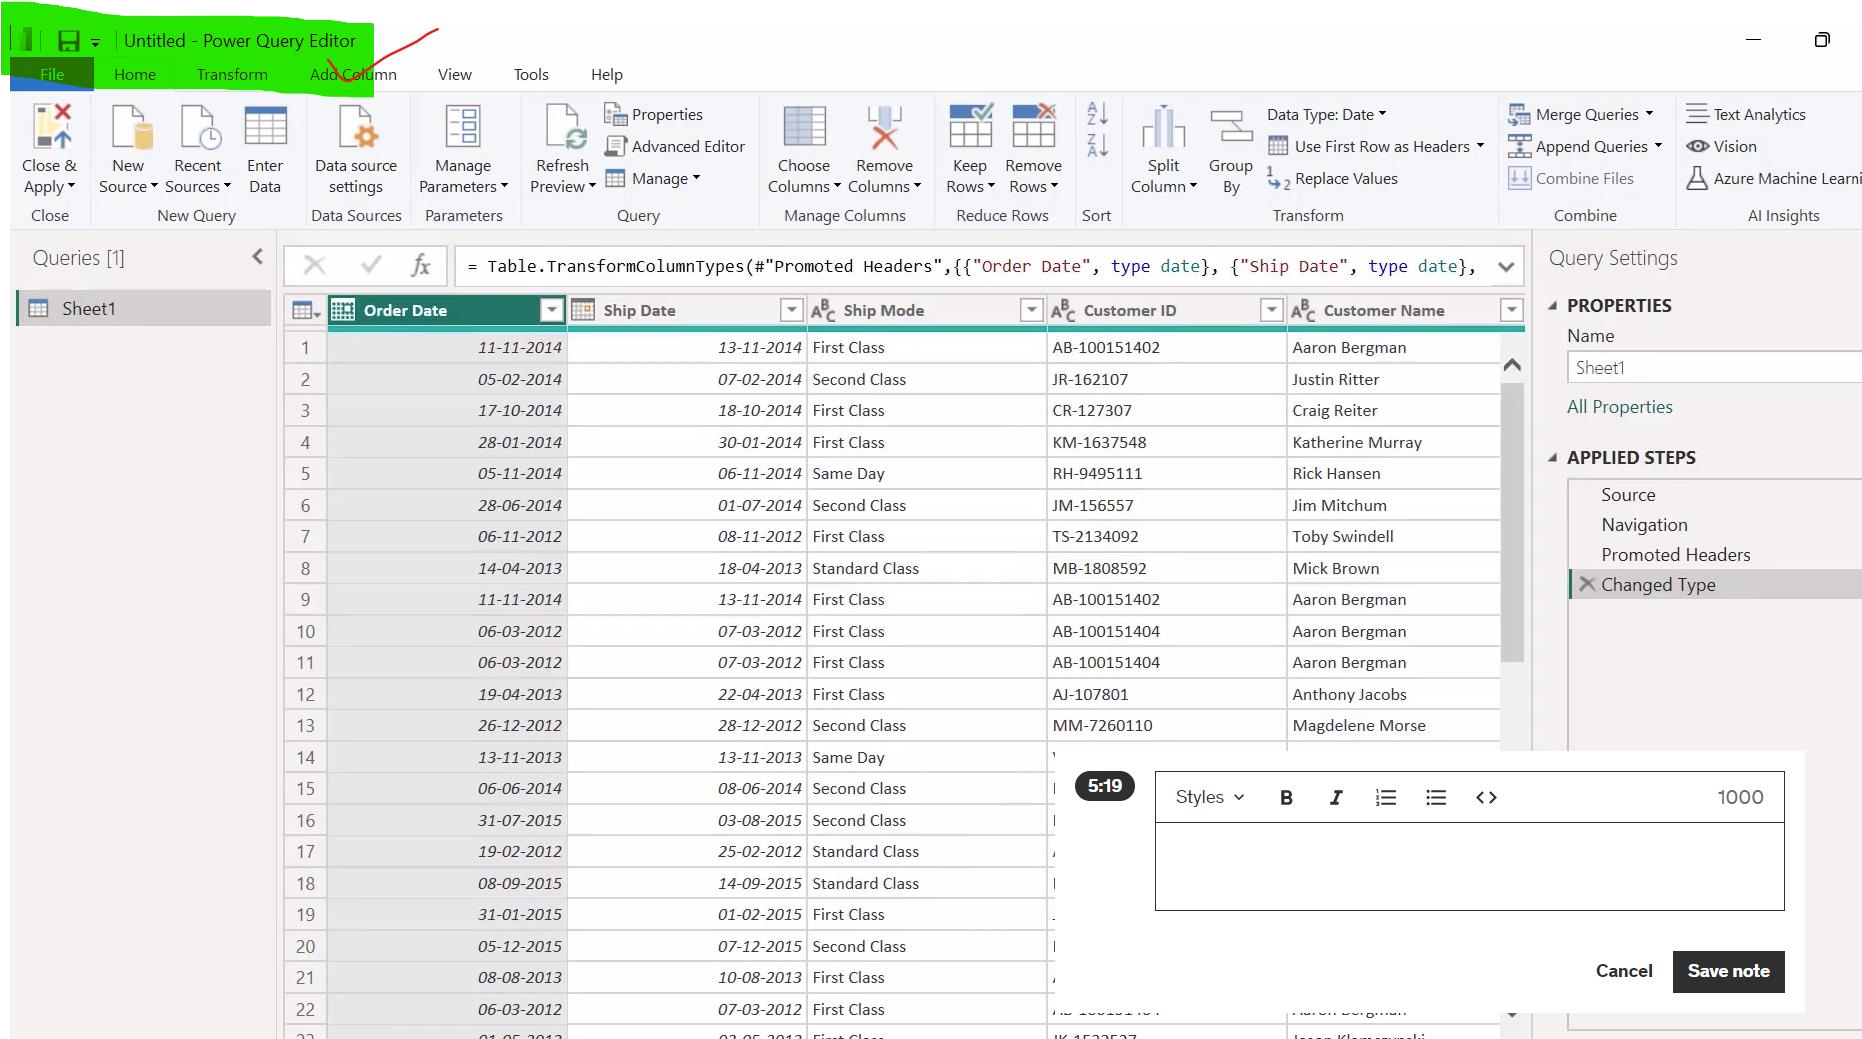 Untitled - Power Query Editor
File Home Transform Add Column View Tools Help
Close & Apply
New Source
Recent Sources
Enter Data
Data source settings
Manage Parameters
Refresh Preview
Properties
Advanced Editor
Manage
Choose Columns
Remove Columns
Keep Rows
Remove Rows
A Z
Z A
Split Column
Group By
Data Type: Date
Use First Row as Headers
1 2 Replace Values
Merge Queries
Append Queries
Combine Files
Text Analytics
Vision
Azure Machine Learni
Close New Query Data Sources Parameters Query Manage Columns Reduce Rows Sort Transform Combine AI Insights
Queries [1]
Sheet1
fx = Table.TransformColumnTypes(#"Promoted Headers",{{"Order Date", type date}, {"Ship Date", type date},
Order Date Ship Date ABC Ship Mode ABC Customer ID ABC Customer Name
1 11-11-2014 13-11-2014 First Class AB-100151402 Aaron Bergman
2 05-02-2014 07-02-2014 Second Class JR-162107 Justin Ritter
3 17-10-2014 18-10-2014 First Class CR-127307 Craig Reiter
4 28-01-2014 30-01-2014 First Class KM-1637548 Katherine Murray
5 05-11-2014 06-11-2014 Same Day RH-9495111 Rick Hansen
6 28-06-2014 01-07-2014 Second Class JM-156557 Jim Mitchum
7 06-11-2012 08-11-2012 First Class TS-2134092 Toby Swindell
8 14-04-2013 18-04-2013 Standard Class MB-1808592 Mick Brown
9 11-11-2014 13-11-2014 First Class AB-100151402 Aaron Bergman
10 06-03-2012 07-03-2012 First Class AB-100151404 Aaron Bergman
11 06-03-2012 07-03-2012 First Class AB-100151404 Aaron Bergman
12 19-04-2013 22-04-2013 First Class AJ-107801 Anthony Jacobs
13 26-12-2012 28-12-2012 Second Class MM-7260110 Magdelene Morse
14 13-11-2013 13-11-2013 Same Day
15 06-06-2014 08-06-2014 Second Class
16 31-07-2015 03-08-2015 Second Class
17 19-02-2012 25-02-2012 Standard Class
18 08-09-2015 14-09-2015 Standard Class
19 31-01-2015 01-02-2015 First Class
20 05-12-2015 07-12-2015 Second Class
21 08-08-2013 10-08-2013 First Class
22 06-03-2012 07-03-2012 First Class
Query Settings
PROPERTIES
Name
Sheet1
All Properties
APPLIED STEPS
Source
Navigation
Promoted Headers
Changed Type
5:19 Styles B I <> 1000
Cancel Save note